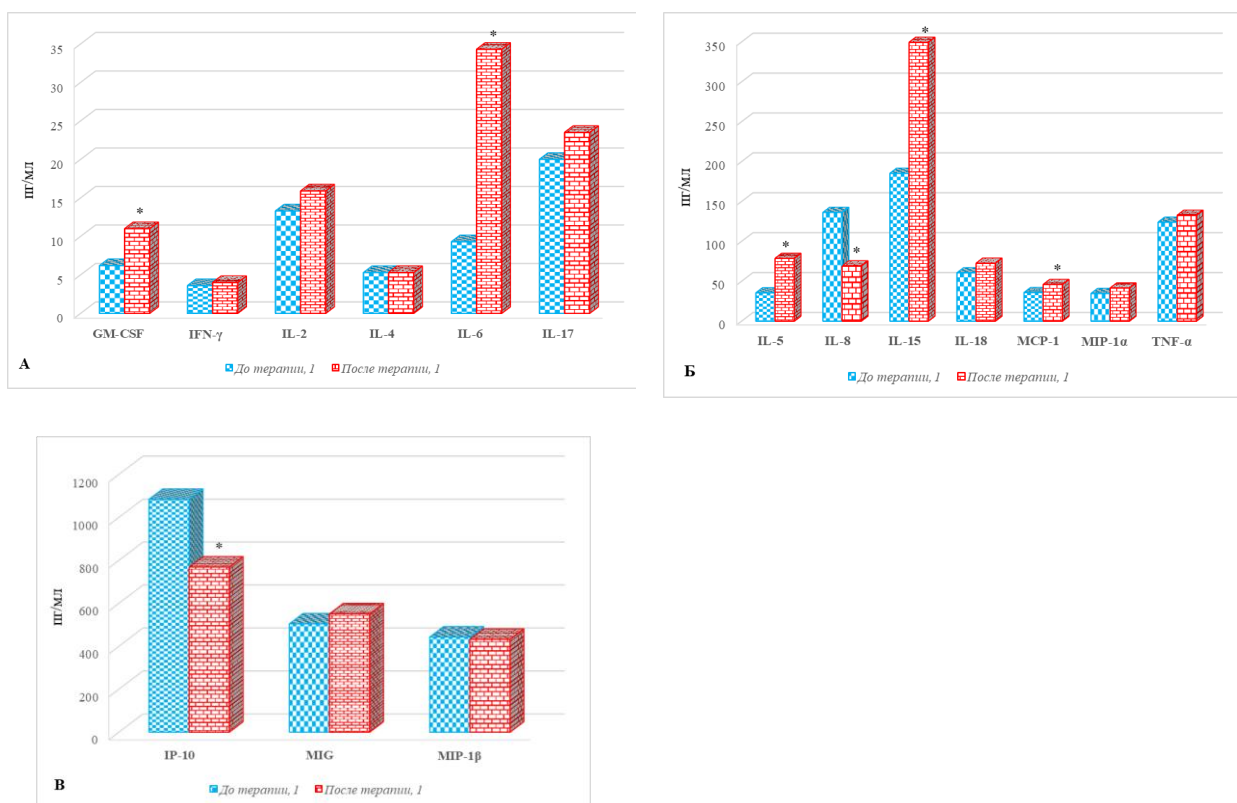 *
*
ПГ/МЛ
35
30
25
20
15
10
5
0
GM-CSF IFN-γ IL-2 IL-4 IL-6 IL-17
А
До терапии, 1 После терапии, 1
*
*
*
*
ПГ/МЛ
350
300
250
200
150
100
50
0
IL-5 IL-8 IL-15 IL-18 MCP-1 MIP-1α TNF-α
Б
До терапии, 1 После терапии, 1
*
ПГ/МЛ
1200
1000
800
600
400
200
0
IP-10 MIG MIP-1β
В
До терапии, 1 После терапии, 1